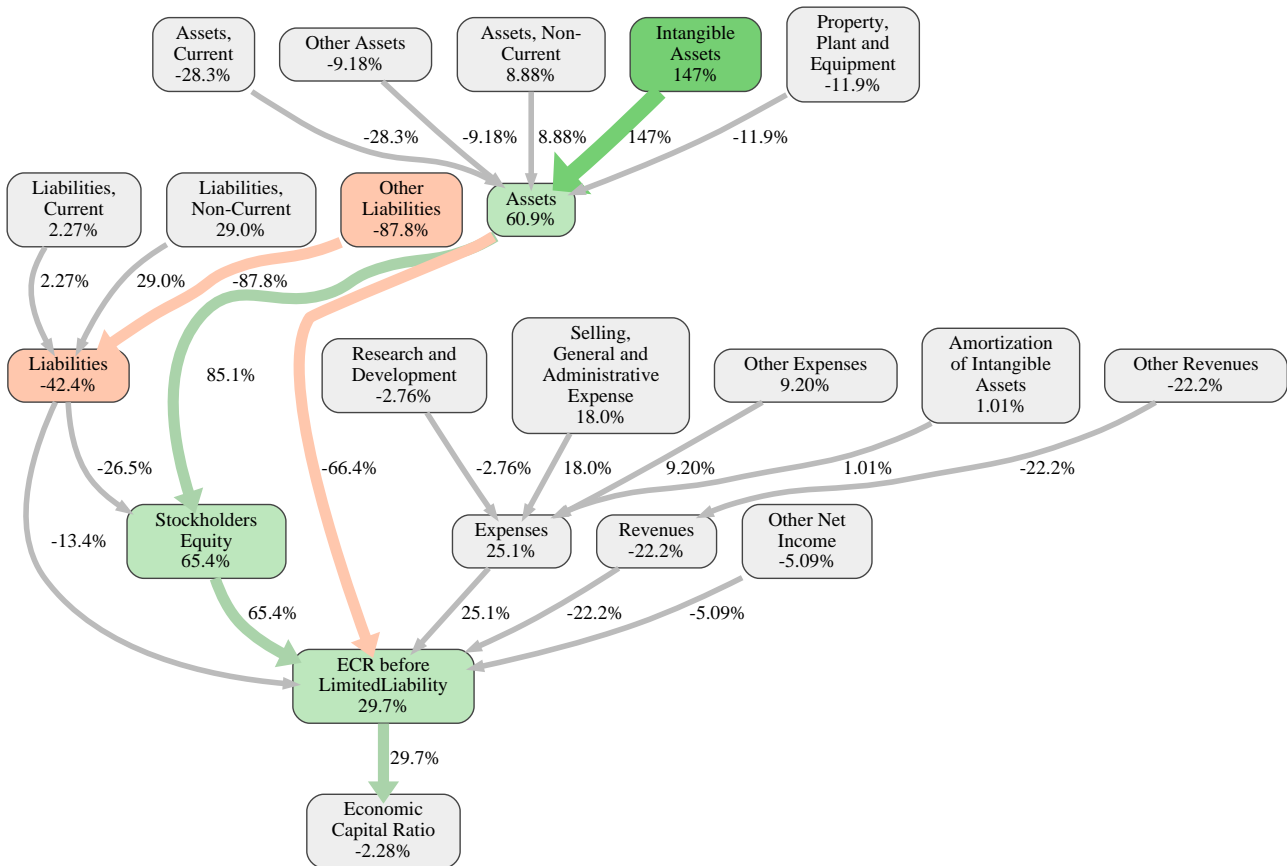 Assets,
Current
-28.3%
Other Assets
-9.18%
Assets, Non-
Current
8.88%
Intangible
Assets
147%
Property,
Plant and
Equipment
-11.9%
-28.3%
-9.18%
8.88%
147%
-11.9%
Liabilities,
Current
2.27%
Liabilities,
Non-Current
29.0%
Other
Liabilities
-87.8%
Assets
60.9%
2.27%
29.0%
-87.8%
Liabilities
-42.4%
85.1%
Research and
Development
-2.76%
Selling,
General and
Administrative
Expense
18.0%
Other Expenses
9.20%
Amortization
of Intangible
Assets
1.01%
Other Revenues
-22.2%
-26.5%
-66.4%
-2.76%
18.0%
9.20%
1.01%
-22.2%
-13.4%
Stockholders
Equity
65.4%
Expenses
25.1%
Revenues
-22.2%
Other Net
Income
-5.09%
65.4%
25.1%
-22.2%
-5.09%
ECR before
LimitedLiability
29.7%
29.7%
Economic
Capital Ratio
-2.28%